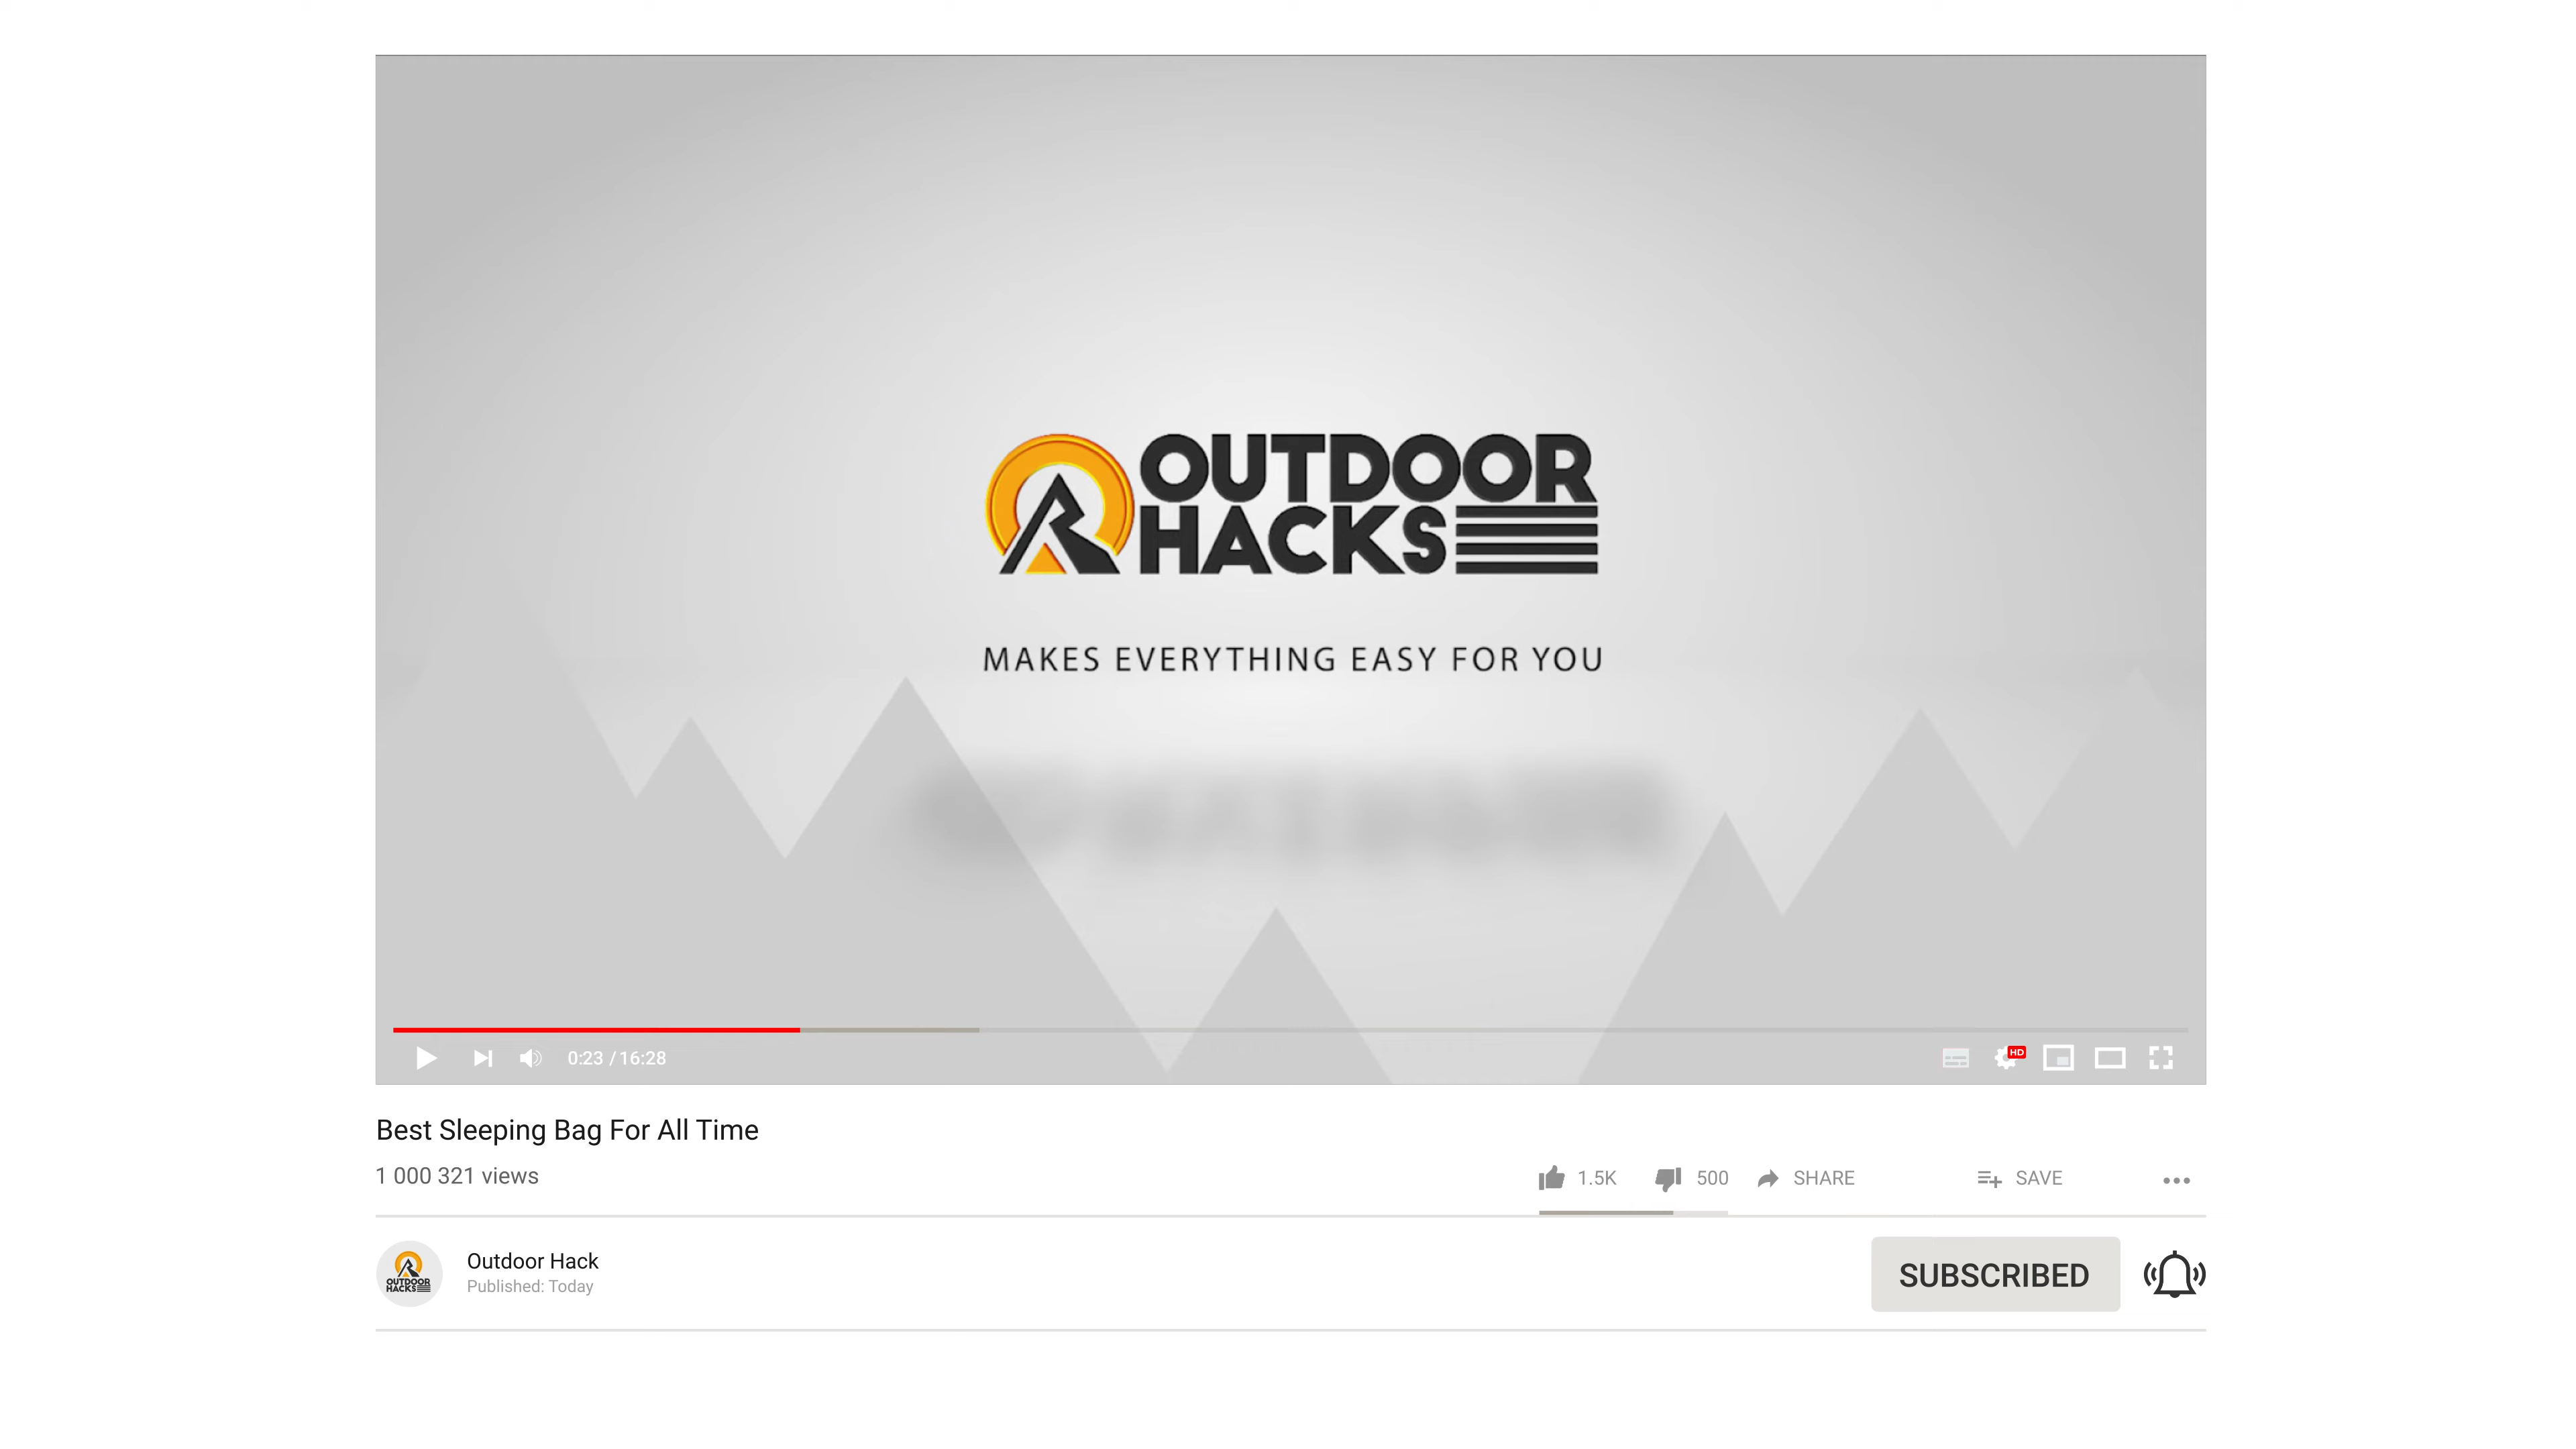 OUTDOOR
HACKS
MAKES EVERYTHING EASY FOR YOU
0:23 / 16:28
HD
Best Sleeping Bag For All Time
1 000 321 views
1.5K
500
SHARE
SAVE
OUTDOOR
HACKS
Outdoor Hack
Published: Today
SUBSCRIBED